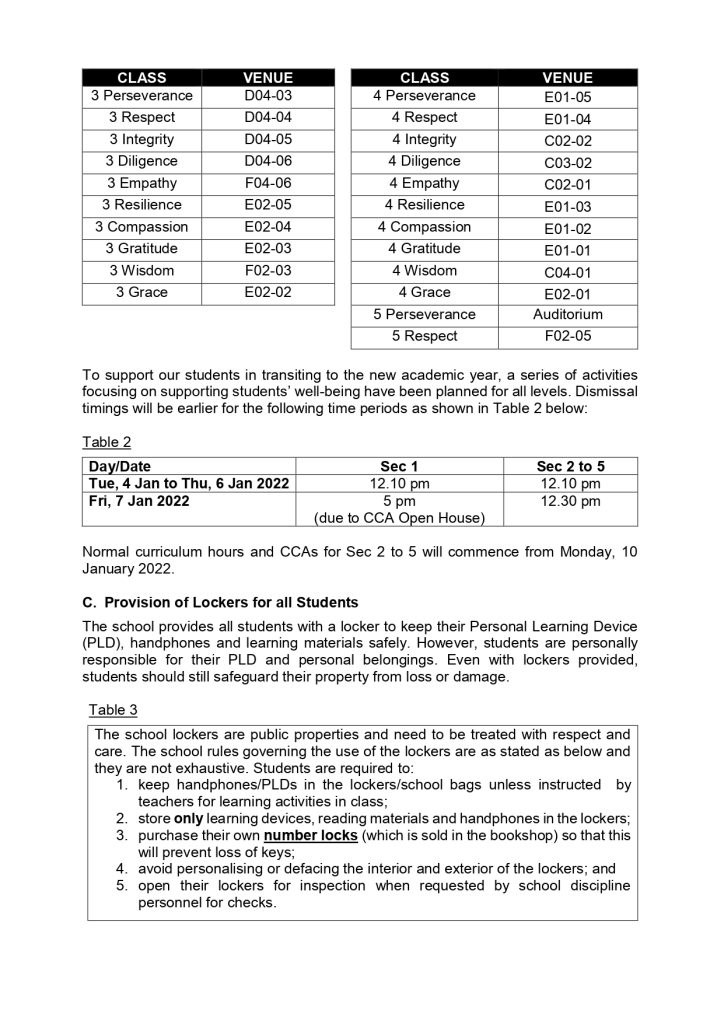 CLASS VENUE
3 Perseverance D04-03
3 Respect D04-04
3 Integrity D04-05
3 Diligence D04-06
3 Empathy F04-06
3 Resilience E02-05
3 Compassion E02-04
3 Gratitude E02-03
3 Wisdom F02-03
3 Grace E02-02
CLASS VENUE
4 Perseverance E01-05
4 Respect E01-04
4 Integrity C02-02
4 Diligence C03-02
4 Empathy C02-01
4 Resilience E01-03
4 Compassion E01-02
4 Gratitude E01-01
4 Wisdom C04-01
4 Grace E02-01
5 Perseverance Auditorium
5 Respect F02-05
To support our students in transiting to the new academic year, a series of activities
focusing on supporting students' well-being have been planned for all levels. Dismissal
timings will be earlier for the following time periods as shown in Table 2 below:
Table 2
Day/Date Sec 1 Sec 2 to 5
Tue, 4 Jan to Thu, 6 Jan 2022 12.10 pm 12.10 pm
Fri, 7 Jan 2022 5 pm 12.30 pm
(due to CCA Open House)
Normal curriculum hours and CCAs for Sec 2 to 5 will commence from Monday, 10
January 2022.
C. Provision of Lockers for all Students
The school provides all students with a locker to keep their Personal Learning Device
(PLD), handphones and learning materials safely. However, students are personally
responsible for their PLD and personal belongings. Even with lockers provided,
students should still safeguard their property from loss or damage.
Table 3
The school lockers are public properties and need to be treated with respect and
care. The school rules governing the use of the lockers are as stated as below and
they are not exhaustive. Students are required to:
1. keep handphones/PLDs in the lockers/school bags unless instructed by
teachers for learning activities in class;
2. store only learning devices, reading materials and handphones in the lockers;
3. purchase their own number locks (which is sold in the bookshop) so that this
will prevent loss of keys;
4. avoid personalising or defacing the interior and exterior of the lockers; and
5. open their lockers for inspection when requested by school discipline
personnel for checks.